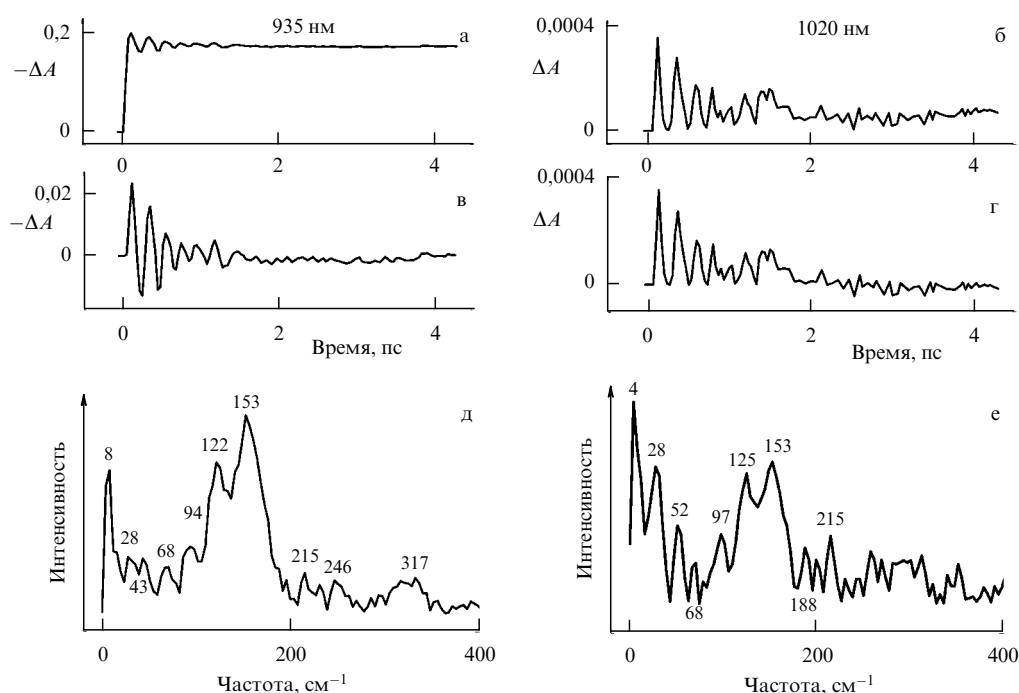 935 нм
а
0,2
−ΔA
0
0 2 4
1020 нм
б
0,0004
ΔA
0
0 2 4
в
0,02
−ΔA
0
0 2 4
Время, пс
г
0,0004
ΔA
0
0 2 4
Время, пс
д
Интенсивность
8
28
43
68
94
122
153
215
246
317
0 200 400
Частота, см−1
е
Интенсивность
4
28
52
68
97
125
153
188
215
0 200 400
Частота, см−1